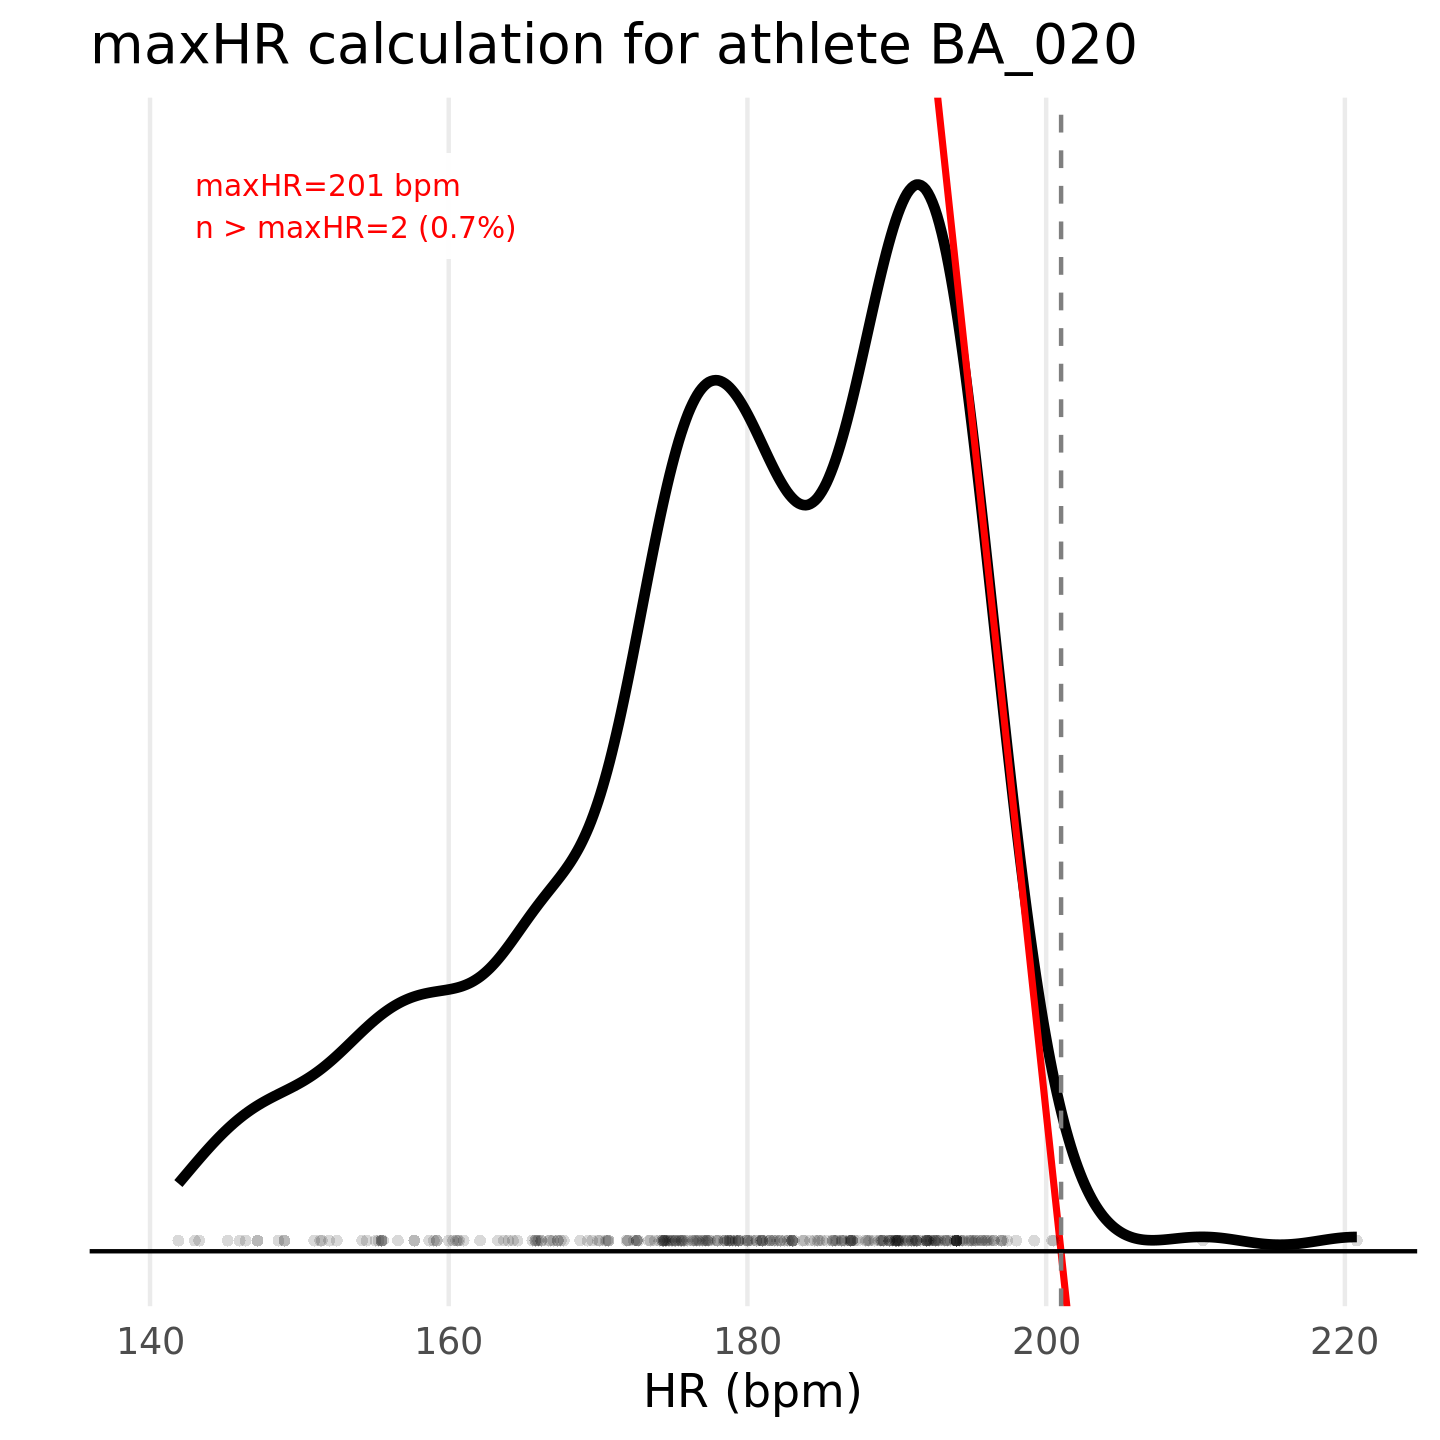 maxHR calculation for athlete BA_020
maxHR=201 bpm
n > maxHR=2 (0.7%)
140 160 180 200 220
HR (bpm)